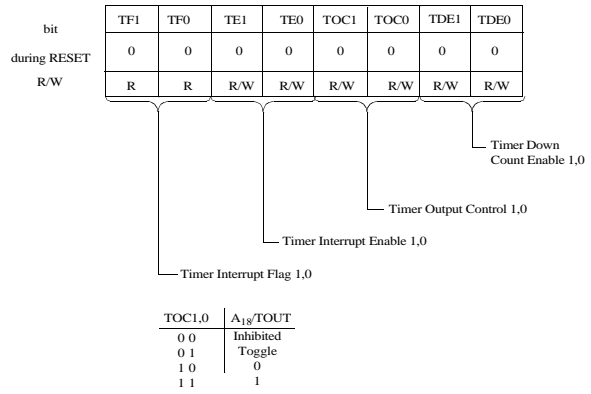 bit TF1 TF0 TE1 TE0 TOC1 TOC0 TDE1 TDE0
during RESET 0 0 0 0 0 0 0 0
R/W R R R/W R/W R/W R/W R/W R/W
Timer Down
Count Enable 1,0
Timer Output Control 1,0
Timer Interrupt Enable 1,0
Timer Interrupt Flag 1,0
TOC1,0 A18/TOUT
0 0 Inhibited
0 1 Toggle
1 0 0
1 1 1